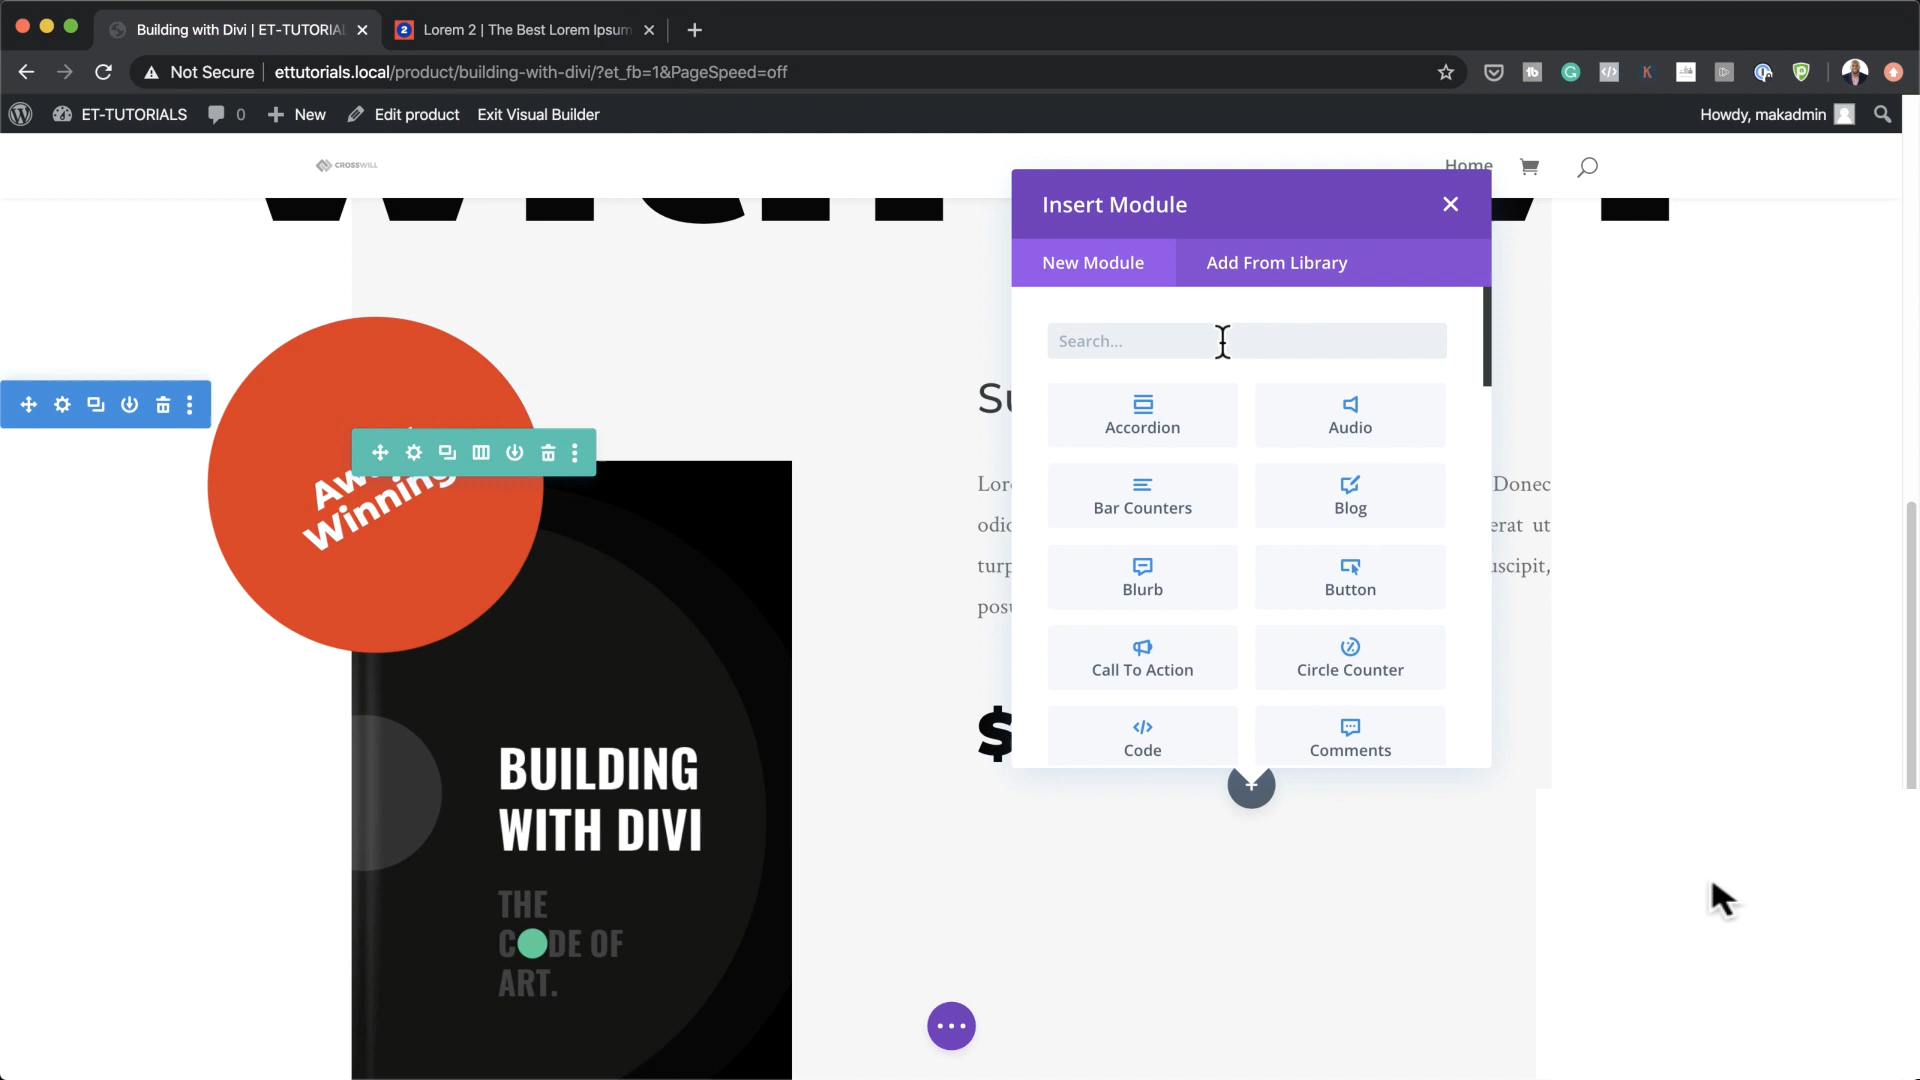 Building with Divi | ET-TUTORIAL
Lorem 2 | The Best Lorem Ipsum
Not Secure
ettutorials.local/product/building-with-divi/?et_fb=1&PageSpeed=off
ET-TUTORIALS
0
New
Edit product
Exit Visual Builder
Howdy, makadmin
CROSSWILL
Home
Insert Module
New Module
Add From Library
Search...
Accordion
Audio
Bar Counters
Blog
Blurb
Button
Call To Action
Circle Counter
Code
Comments
Winning
Donec
erat ut
$
BUILDING
WITH DIVI
THE
CODE OF
ART.